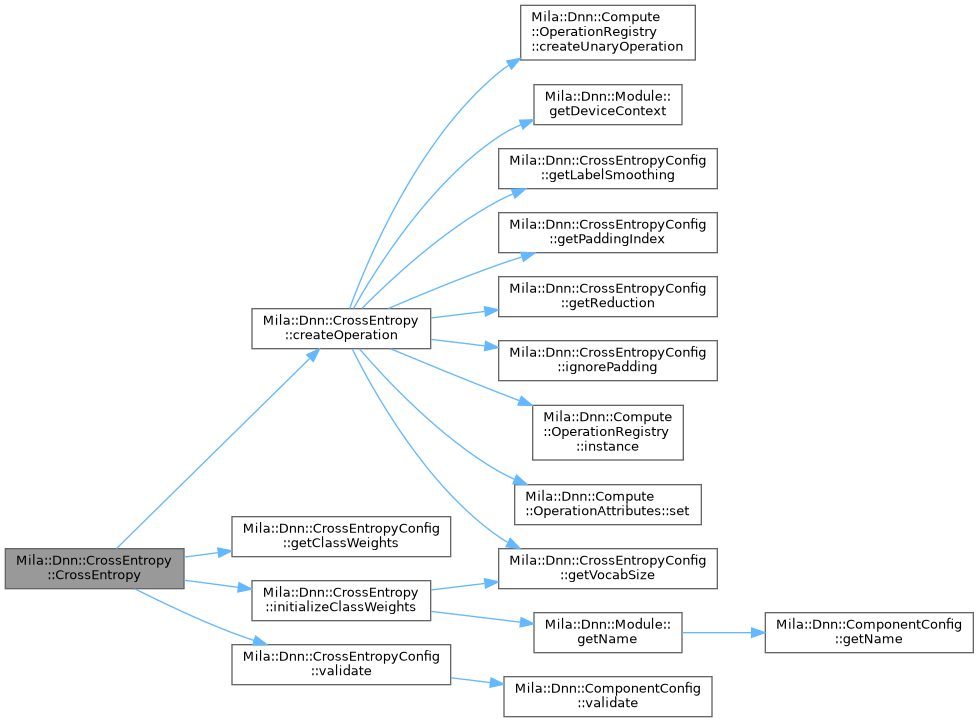 Mila::Dnn::Compute
::OperationRegistry
::createUnaryOperation
Mila::Dnn::Module::
getDeviceContext
Mila::Dnn::CrossEntropyConfig
::getLabelSmoothing
Mila::Dnn::CrossEntropyConfig
::getPaddingIndex
Mila::Dnn::CrossEntropyConfig
::getReduction
Mila::Dnn::CrossEntropy
::createOperation
Mila::Dnn::CrossEntropyConfig
::ignorePadding
Mila::Dnn::Compute
::OperationRegistry
::instance
Mila::Dnn::Compute
::OperationAttributes::set
Mila::Dnn::CrossEntropyConfig
::getClassWeights
Mila::Dnn::CrossEntropy
::CrossEntropy
Mila::Dnn::CrossEntropyConfig
::getVocabSize
Mila::Dnn::CrossEntropy
::initializeClassWeights
Mila::Dnn::Module::
getName
Mila::Dnn::ComponentConfig
::getName
Mila::Dnn::CrossEntropyConfig
::validate
Mila::Dnn::ComponentConfig
::validate